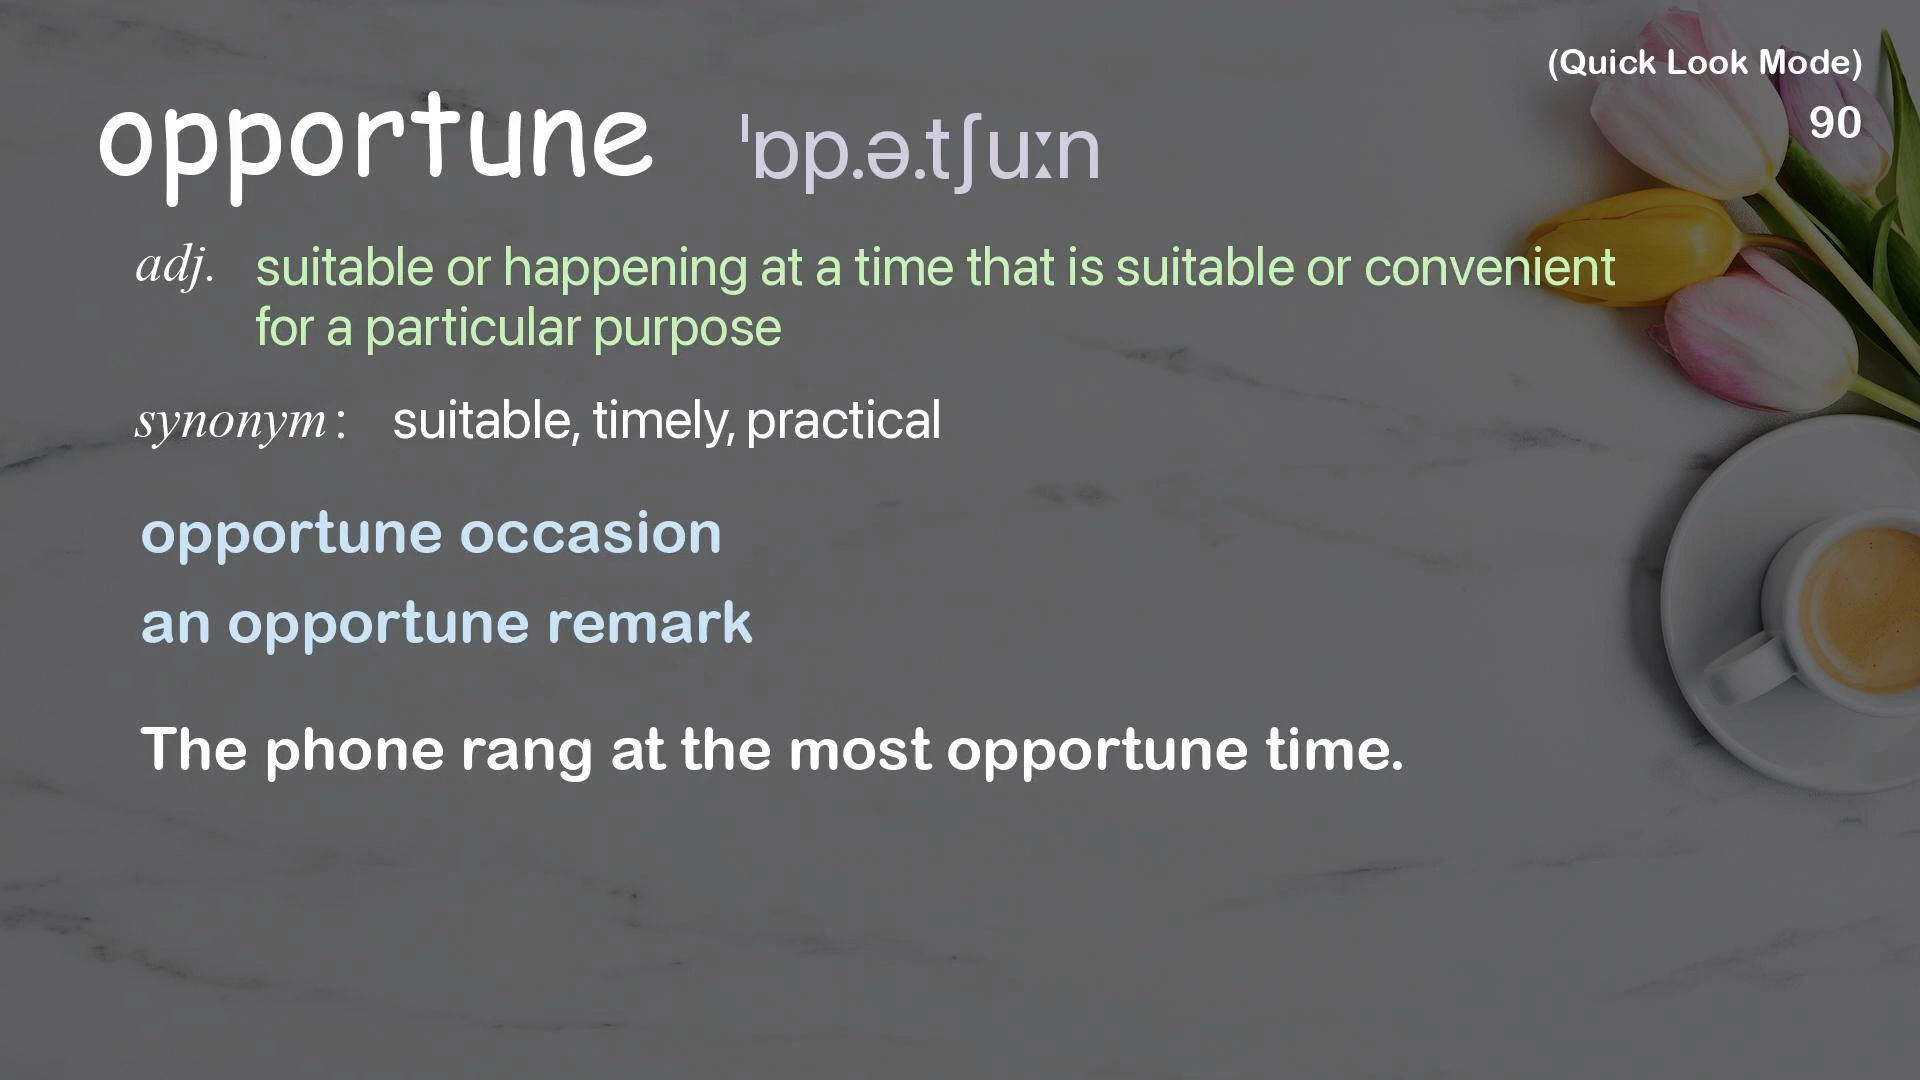 (Quick Look Mode)
90
opportune ˈɒp.ə.tʃuːn
adj. suitable or happening at a time that is suitable or convenient
for a particular purpose
synonym : suitable, timely, practical
opportune occasion
an opportune remark
The phone rang at the most opportune time.